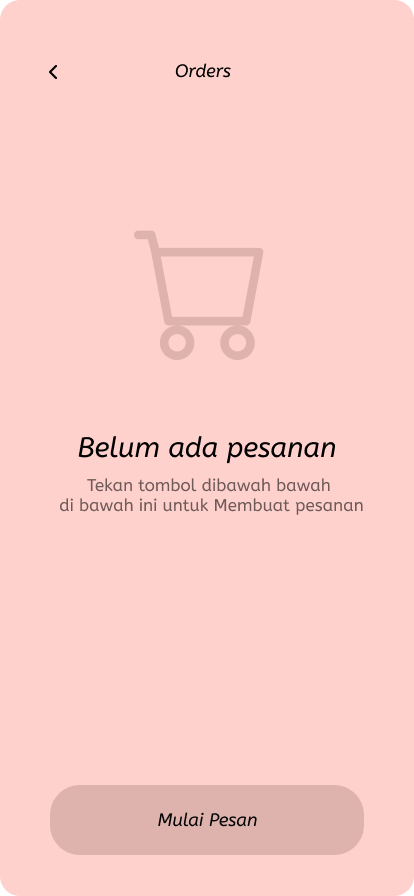 Orders
Belum ada pesanan
Tekan tombol dibawah bawah
di bawah ini untuk Membuat pesanan
Mulai Pesan